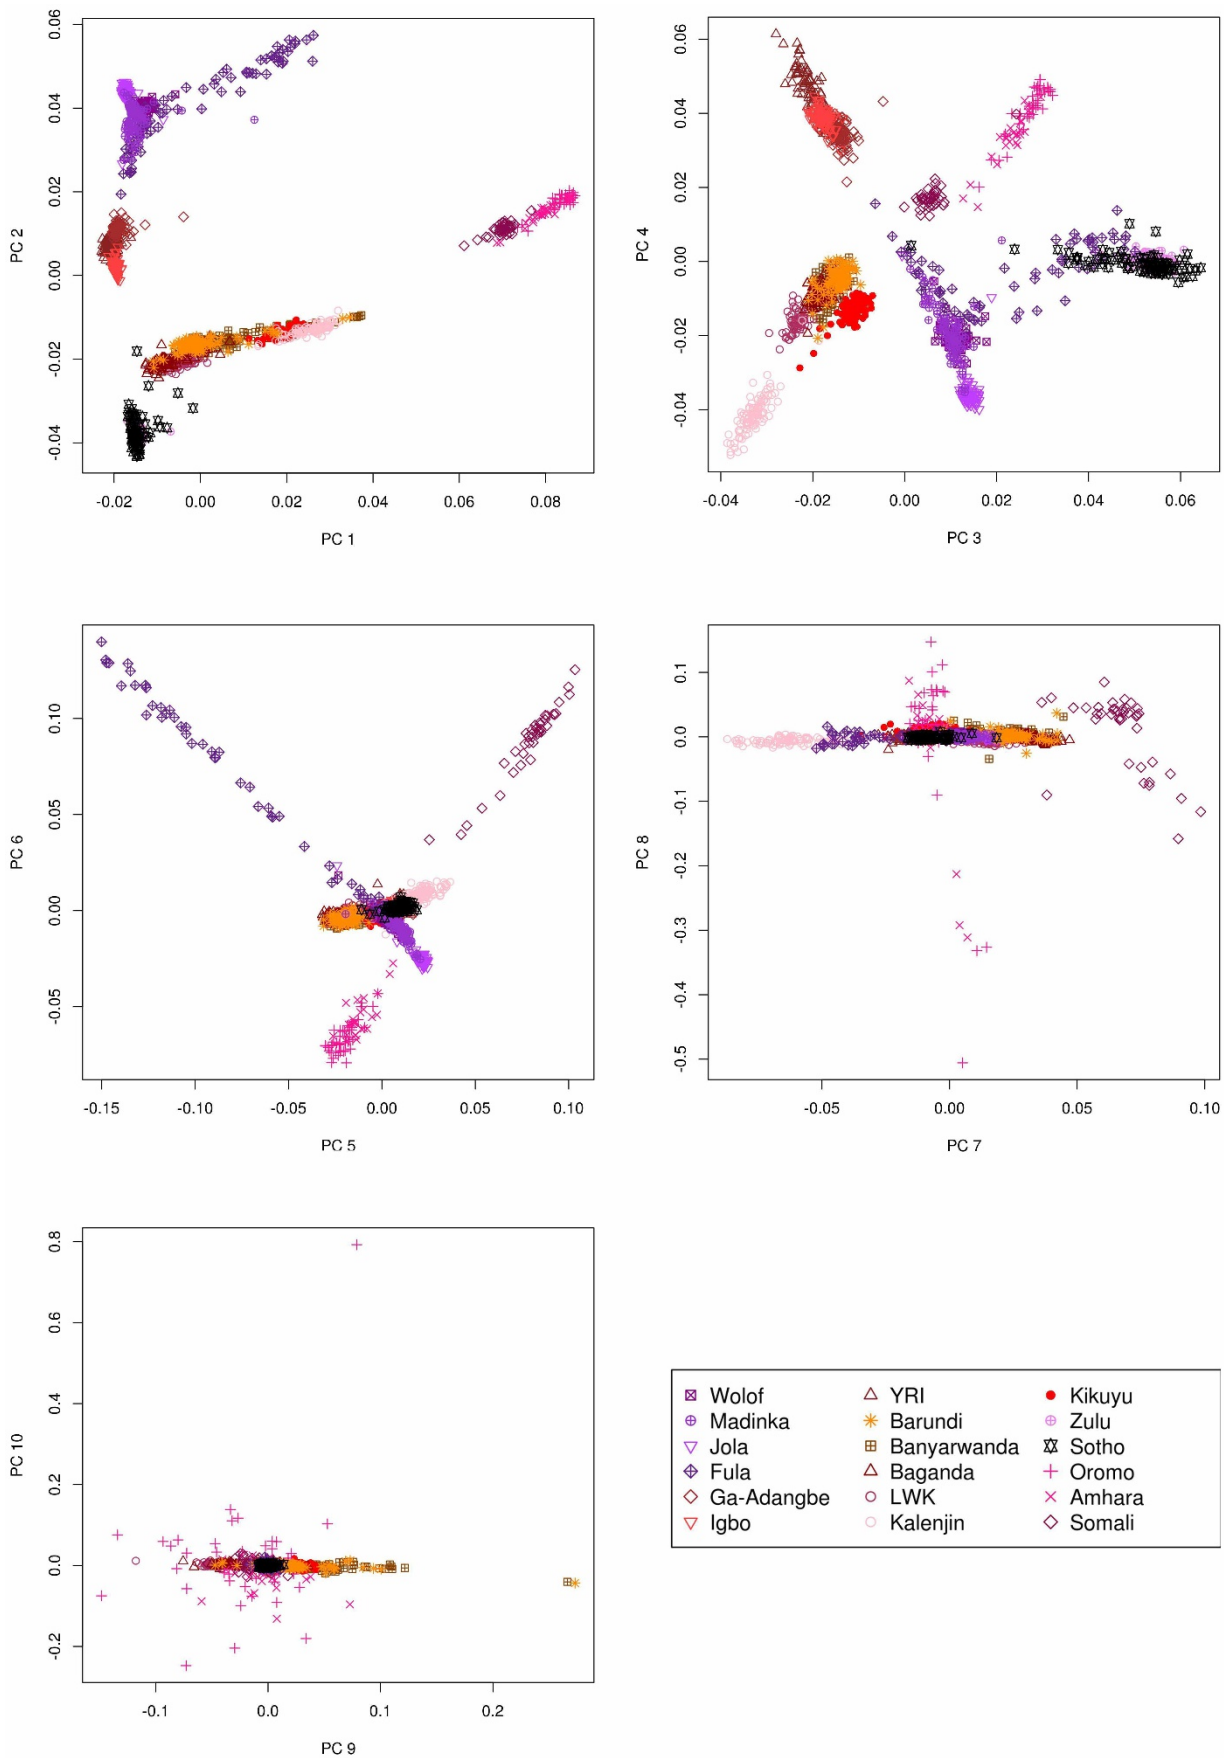 0.06
0.04
0.02
0.00
-0.02
-0.04
PC 2
-0.02 0.00 0.02 0.04 0.06 0.08
PC 1
0.06
0.04
0.02
0.00
-0.02
-0.04
PC 4
-0.04 -0.02 0.00 0.02 0.04 0.06
PC 3
0.10
0.05
0.00
-0.05
PC 6
-0.15 -0.10 -0.05 0.00 0.05 0.10
PC 5
0.1
0.0
-0.1
-0.2
-0.3
-0.4
-0.5
PC 8
-0.05 0.00 0.05 0.10
PC 7
0.8
0.6
0.4
0.2
0.0
-0.2
PC 10
-0.1 0.0 0.1 0.2
PC 9
Wolof YRI Kikuyu
Madinka Barundi Zulu
Jola Banyarwanda Sotho
Fula Baganda Oromo
Ga-Adangbe LWK Amhara
Igbo Kalenjin Somali